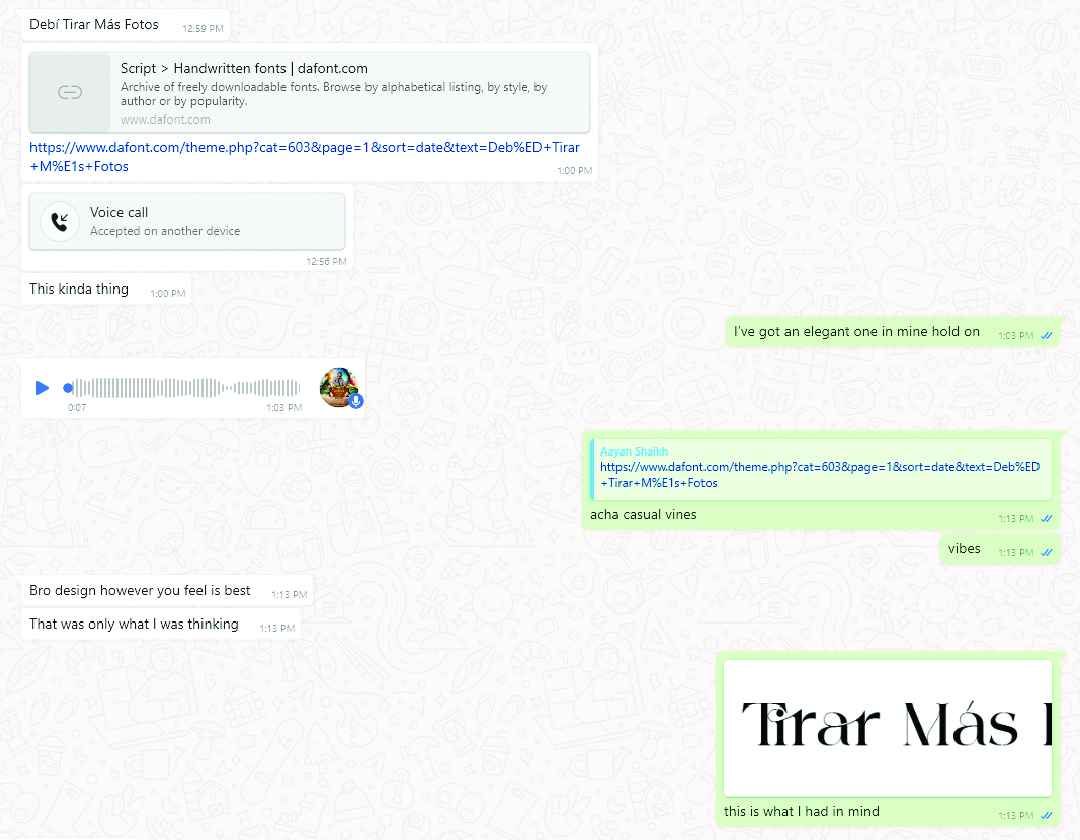 Debí Tirar Más Fotos
12:59 PM
Script > Handwritten fonts | dafont.com
Archive of freely downloadable fonts. Browse by alphabetical listing, by style, by
author or by popularity.
www.dafont.com
https://www.dafont.com/theme.php?cat=603&page=1&sort=date&text=Deb%ED+Tirar
+M%E1s+Fotos
1:00 PM
Voice call
Accepted on another device
12:56 PM
This kinda thing
1:00 PM
I've got an elegant one in mine hold on
1:03 PM
0:07
1:03 PM
Aayan Shaikh
https://www.dafont.com/theme.php?cat=603&page=1&sort=date&text=Deb%ED
+Tirar+M%E1s+Fotos
acha casual vines
1:13 PM
vibes
1:13 PM
Bro design however you feel is best
1:13 PM
That was only what I was thinking
1:13 PM
Tirar Más
this is what I had in mind
1:13 PM